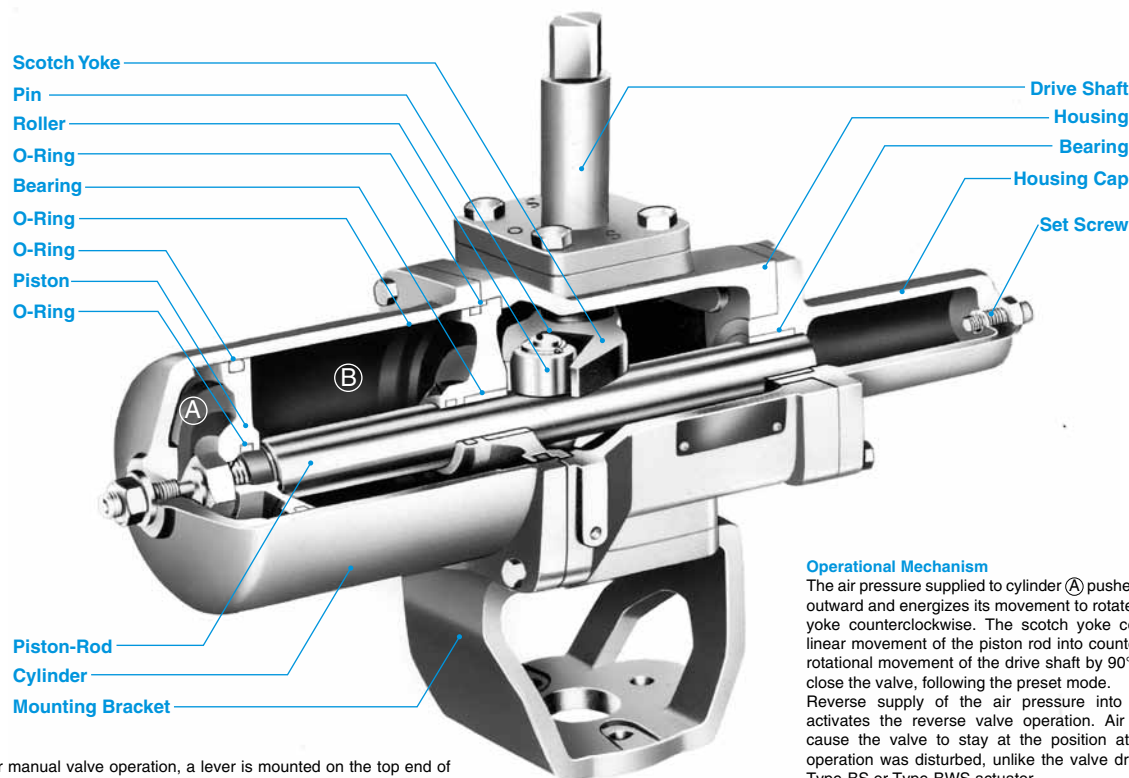 Scotch Yoke
Pin
Roller
O-Ring
Bearing
O-Ring
O-Ring
Piston
O-Ring
Piston-Rod
Cylinder
Mounting Bracket
Drive Shaft
Housing
Bearing
Housing Cap
Set Screw
S
O
S
A
B
Operational Mechanism
The air pressure supplied to cylinder Ⓐ pushe
outward and energizes its movement to rotate
yoke counterclockwise. The scotch yoke co
linear movement of the piston rod into counte
rotational movement of the drive shaft by 90°
close the valve, following the preset mode.
Reverse supply of the air pressure into
activates the reverse valve operation. Air
cause the valve to stay at the position at
operation was disturbed, unlike the valve dr
manual valve operation, a lever is mounted on the top end of